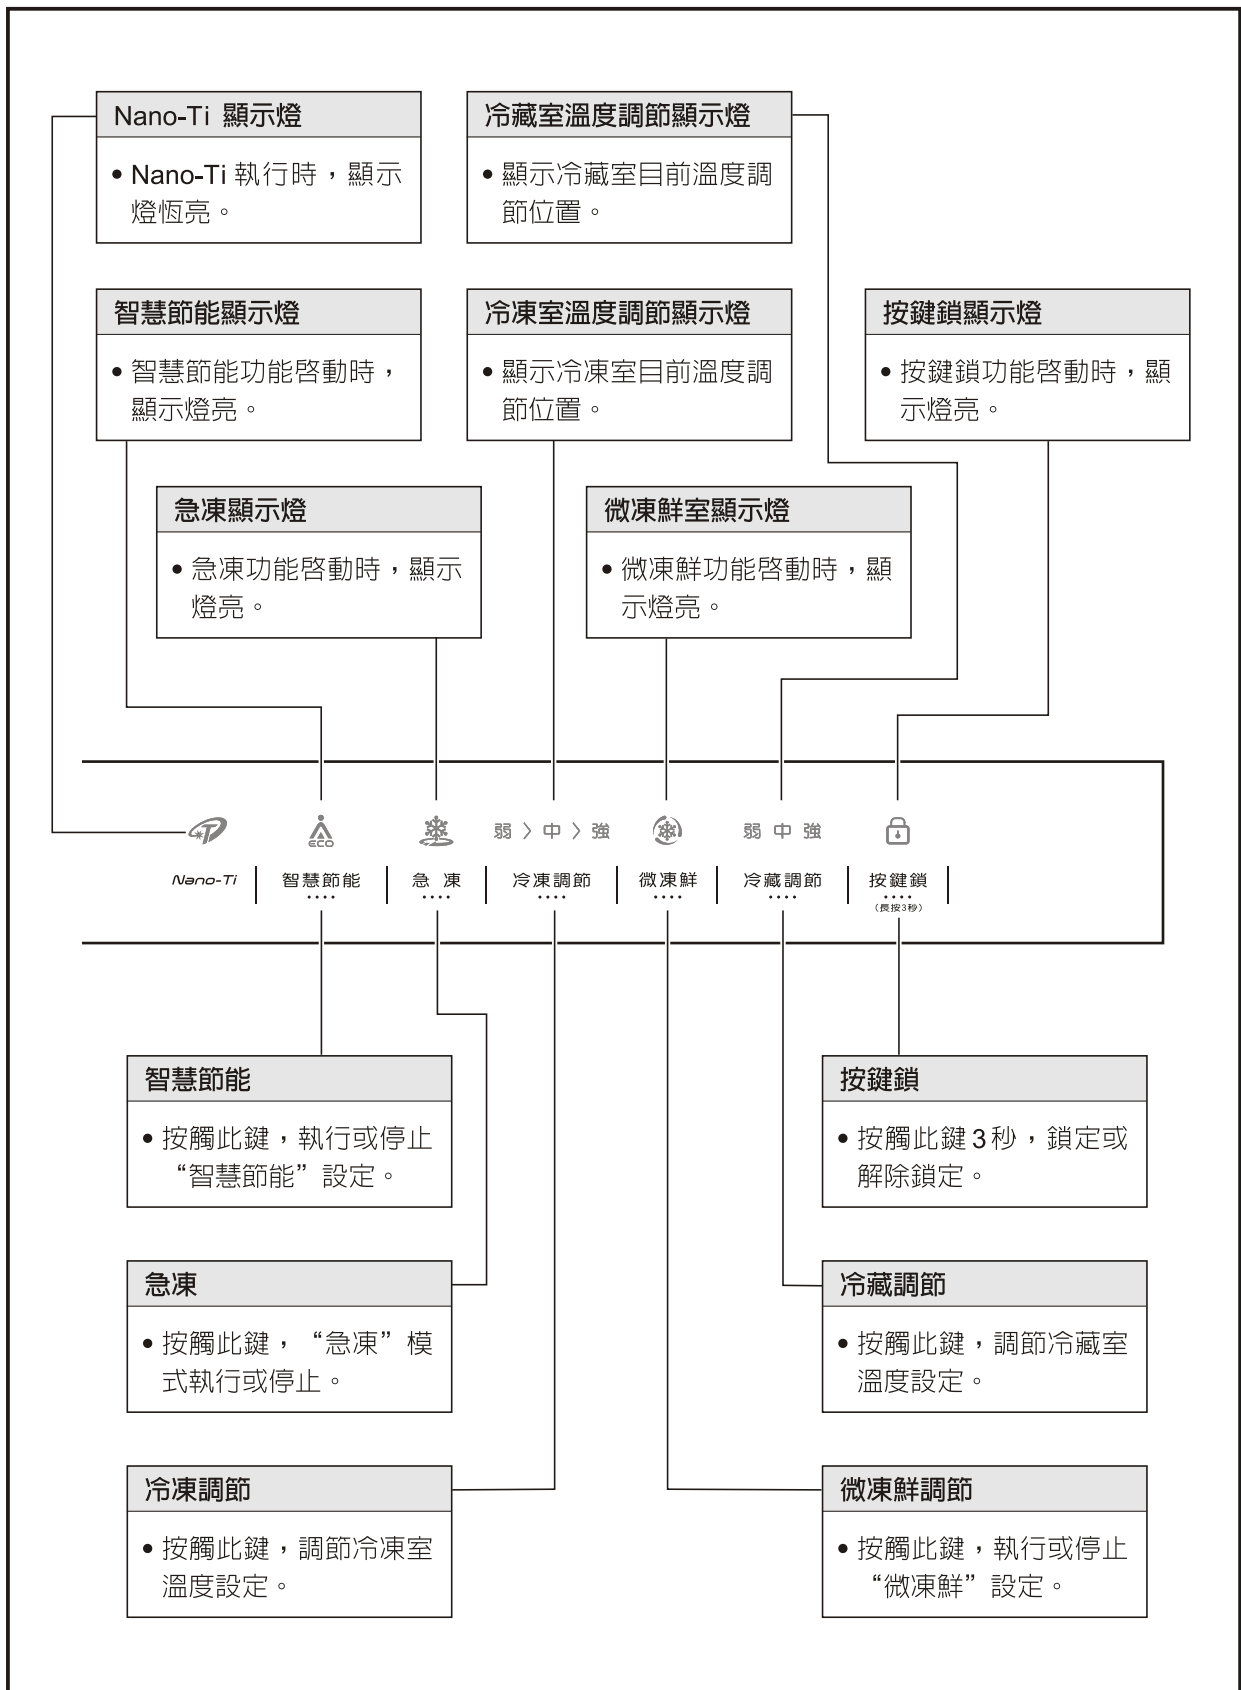 Nano-Ti 顯示燈
• Nano-Ti 執行時，顯示
燈恆亮。
冷藏室溫度調節顯示燈
• 顯示冷藏室目前溫度調
節位置。
智慧節能顯示燈
• 智慧節能功能啓動時，
顯示燈亮。
冷凍室溫度調節顯示燈
• 顯示冷凍室目前溫度調
節位置。
按鍵鎖顯示燈
• 按鍵鎖功能啓動時，顯
示燈亮。
急凍顯示燈
• 急凍功能啓動時，顯示
燈亮。
微凍鮮室顯示燈
• 微凍鮮功能啓動時，顯
示燈亮。
ECO
弱 〉中 〉強
弱 中 強
Nano-Ti
智慧節能
急 凍
冷凍調節
微凍鮮
冷藏調節
按鍵鎖
（長按3秒）
智慧節能
• 按觸此鍵，執行或停止
“智慧節能”設定。
按鍵鎖
• 按觸此鍵3秒，鎖定或
解除鎖定。
急凍
• 按觸此鍵，“急凍”模
式執行或停止。
冷藏調節
• 按觸此鍵，調節冷藏室
溫度設定。
冷凍調節
• 按觸此鍵，調節冷凍室
溫度設定。
微凍鮮調節
• 按觸此鍵，執行或停止
“微凍鮮”設定。